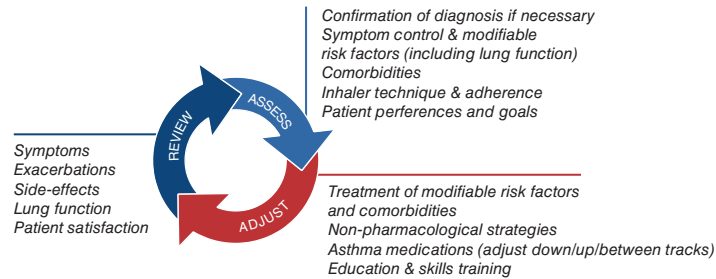 Confirmation of diagnosis if necessary
Symptom control & modifiable
risk factors (including lung function)
Comorbidities
Inhaler technique & adherence
Patient perferences and goals
ASSESS
REVIEW
ADJUST
Symptoms
Exacerbations
Side-effects
Lung function
Patient satisfaction
Treatment of modifiable risk factors
and comorbidities
Non-pharmacological strategies
Asthma medications (adjust down/up/between tracks)
Education & skills training